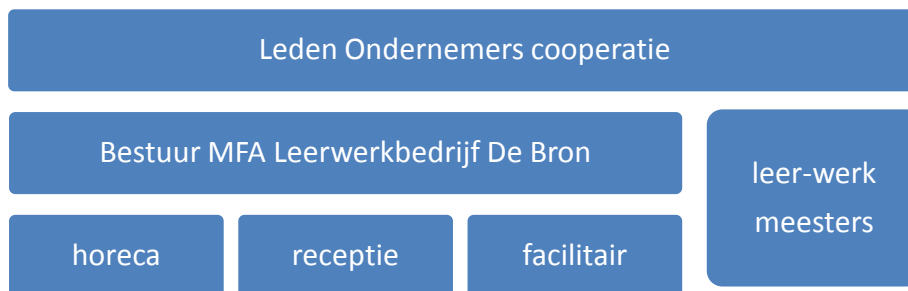 Leden Ondernemers cooperatie
Bestuur MFA Leerwerkbedrijf De Bron
leer-werk
meesters
horeca
receptie
facilitair